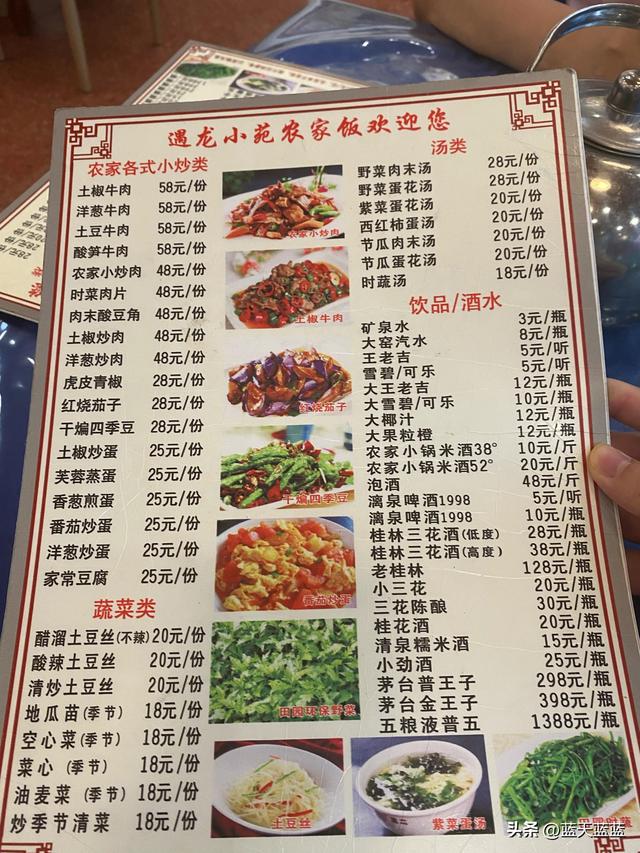 遇龙小苑农家饭欢迎您
农家各式小炒类
土椒牛肉 58元/份
洋葱牛肉 58元/份
土豆牛肉 58元/份
酸笋牛肉 58元/份
农家小炒肉 48元/份
时菜肉片 48元/份
肉末酸豆角 48元/份
土椒炒肉 48元/份
洋葱炒肉 48元/份
虎皮青椒 28元/份
红烧茄子 28元/份
干煸四季豆 28元/份
土椒炒蛋 25元/份
芙蓉蒸蛋 25元/份
香葱煎蛋 25元/份
番茄炒蛋 25元/份
洋葱炒蛋 25元/份
家常豆腐 25元/份
蔬菜类
醋溜土豆丝(不辣) 20元/份
酸辣土豆丝 20元/份
清炒土豆丝 20元/份
地瓜苗(季节) 18元/份
空心菜(季节) 18元/份
菜心(季节) 18元/份
油麦菜(季节) 18元/份
炒季节清菜 18元/份
农家小炒肉
土椒牛肉
红烧茄子
干煸四季豆
番茄炒蛋
田园环保野菜
土豆丝
紫菜蛋汤
田园时蔬
汤类
野菜肉末汤 28元/份
野菜蛋花汤 28元/份
紫菜蛋花汤 20元/份
西红柿蛋汤 20元/份
节瓜肉末汤 20元/份
节瓜蛋花汤 20元/份
时蔬汤 18元/份
饮品/酒水
矿泉水 3元/瓶
大窑汽水 8元/瓶
王老吉 5元/听
雪碧/可乐 5元/听
大王老吉 12元/瓶
大雪碧/可乐 10元/瓶
大椰汁 12元/瓶
大果粒橙 12元/瓶
农家小锅米酒38° 10元/斤
农家小锅米酒52° 20元/斤
泡酒 48元/斤
漓泉啤酒1998 5元/听
漓泉啤酒1998 10元/瓶
桂林三花酒(低度) 28元/瓶
桂林三花酒(高度) 38元/瓶
老桂林 128元/瓶
小三花 20元/瓶
三花陈酿 30元/瓶
桂花酒 20元/瓶
清泉糯米酒 15元/瓶
小劲酒 25元/瓶
茅台普王子 298元/瓶
茅台金王子 398元/瓶
五粮液普五 1388元/瓶
头条 @蓝天蓝蓝